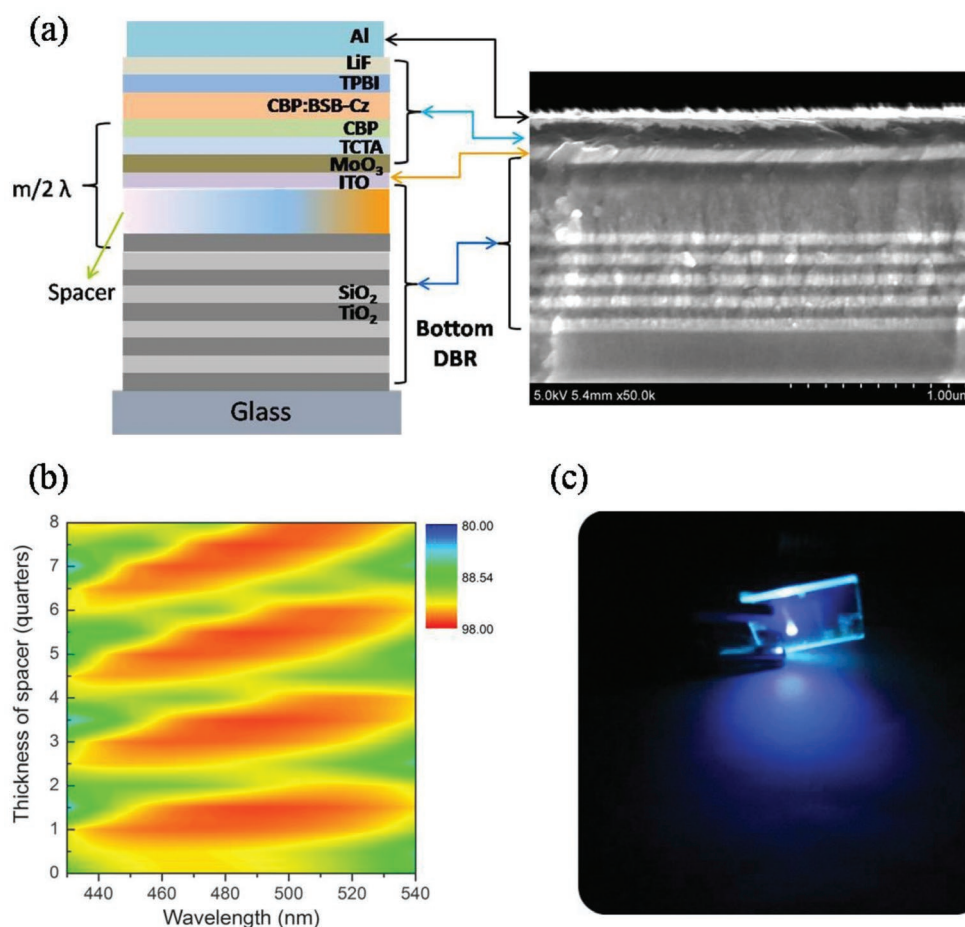 (a)
Al
LiF
TPBI
CBP:BSB-Cz
CBP
TCTA
MoO₃
ITO
m/2 λ
Spacer
SiO₂
TiO₂
Bottom
DBR
Glass
5.0kV 5.4mm x50.0k
1.00um
(b)
Thickness of spacer (quarters)
8
7
6
5
4
3
2
1
0
440
460
480
500
520
540
Wavelength (nm)
80.00
88.54
98.00
(c)